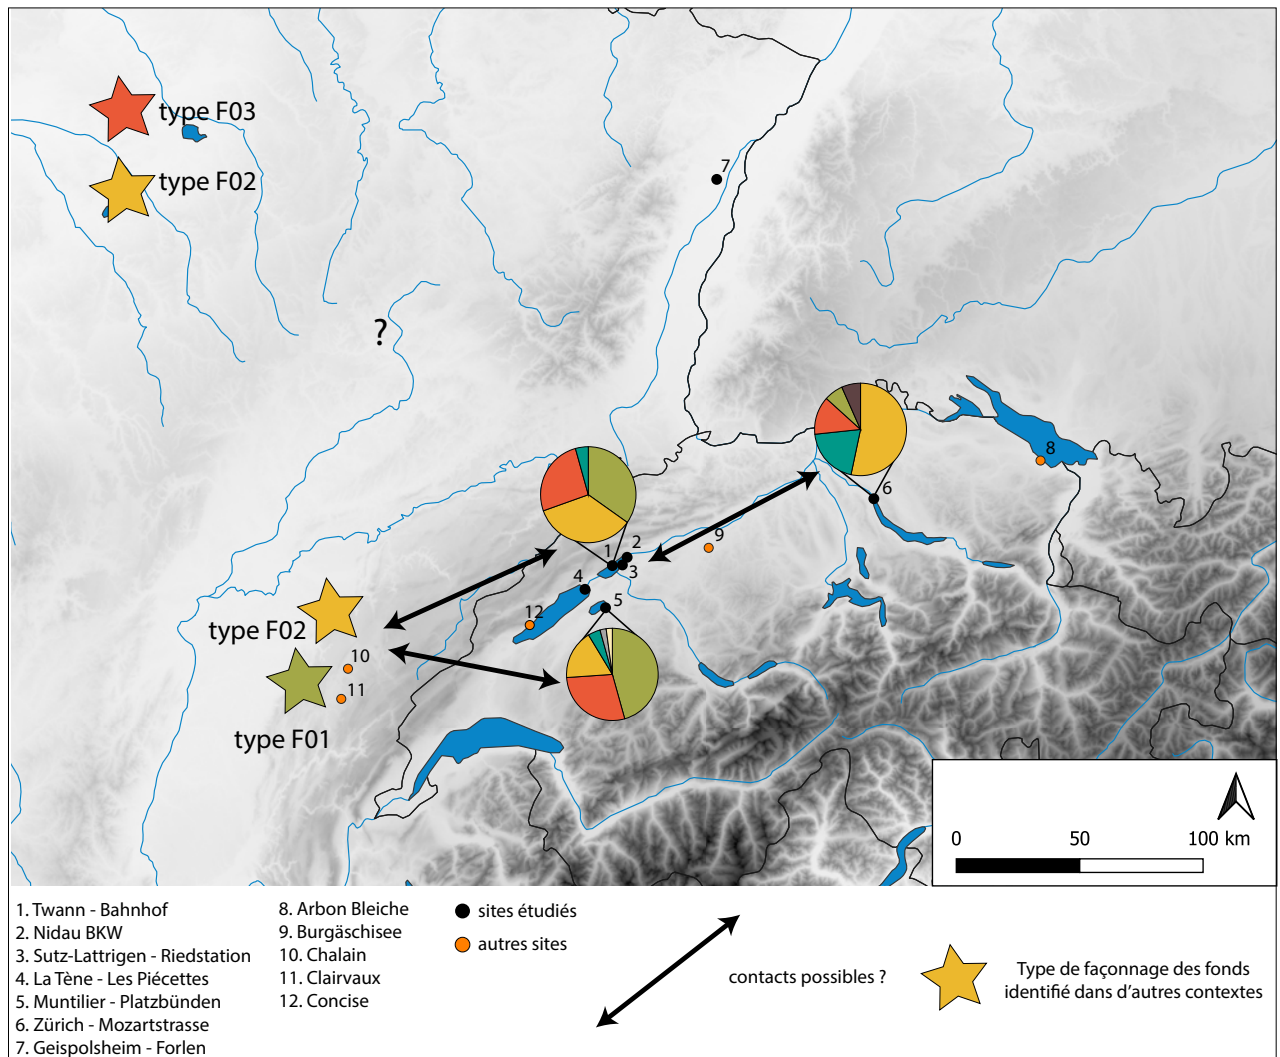 type F03
type F02
7
?
8
6
9
1
2
3
4
5
12
type F02
10
11
type F01
0 50 100 km
1. Twann - Bahnhof
2. Nidau BKW
3. Sutz-Lattrigen - Riedstation
4. La Tène - Les Piécettes
5. Muntilier - Platzbünden
6. Zürich - Mozartstrasse
7. Geispolsheim - Forlen
8. Arbon Bleiche
9. Burgäschisee
10. Chalain
11. Clairvaux
12. Concise
sites étudiés
autres sites
contacts possibles ?
Type de façonnage des fonds
identifié dans d'autres contextes